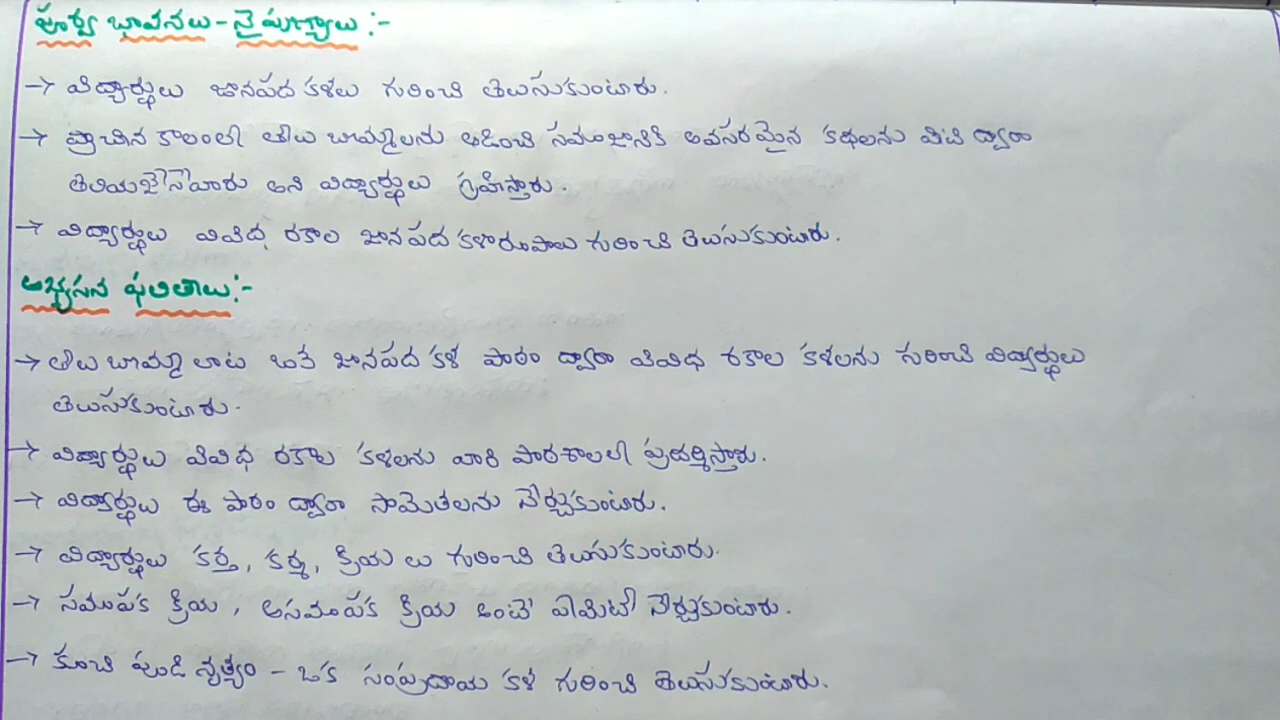 పూర్వ భావనలు - నైపుణ్యాలు :-
→ విద్యార్థులు జానపద కళలు గురించి తెలుసుకుంటారు.
→ ప్రాచిన కాలంలో తోలు బొమ్మలను ఆడించి సమాజానికి అవసరమైన కథలను వీటి ద్వారా
తెలియజేసేవారు అని విద్యార్థులు గ్రహిస్తారు.
→ విద్యార్థులు వివిధ రకాల జానపద కళారూపాలు గురించి తెలుసుకుంటారు.
అభ్యసన ఫలితాలు :-
→ తోలు బొమ్మలాట ఒకే జానపద కళ పాఠం ద్వారా వివిధ రకాల కళలను గురించి విద్యార్థులు
తెలుసుకుంటారు.
→ విద్యార్థులు వివిధ రకాల కళలను వారి పాఠశాలలో ప్రదర్శిస్తారు.
→ విద్యార్థులు ఈ పాఠం ద్వారా సామెతలను నేర్చుకుంటారు.
→ విద్యార్థులు కర్త, కర్మ, క్రియ లు గురించి తెలుసుకుంటారు.
→ సమాపక క్రియ, అసమాపక క్రియ అంటే ఏమిటో నేర్చుకుంటారు.
→ కూచి పూడి నృత్యం - ఒక సంప్రదాయ కళ గురించి తెలుసుకుంటారు.